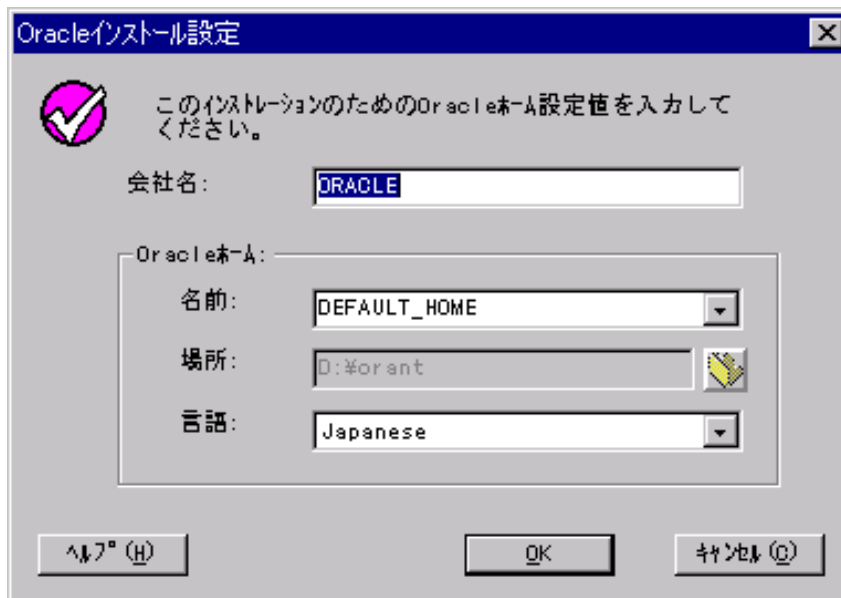 Oracleインストール設定
このｲﾝｽﾄﾚｰｼｮﾝのためのOracleﾎｰﾑ設定値を入力して
ください。
会社名:
ORACLE
Oracleﾎｰﾑ:
名前:
DEFAULT_HOME
場所:
D:¥orant
言語:
Japanese
ﾍﾙﾌﾟ(H)
OK
ｷｬﾝｾﾙ(C)